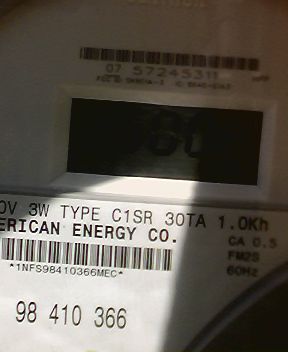 07 57245311
0V 3W TYPE C1SR 30TA 1.0Kh
ERICAN ENERGY CO.
CA 0.5
*1NFS98410366MEC*
FM2S
60Hz
98 410 366